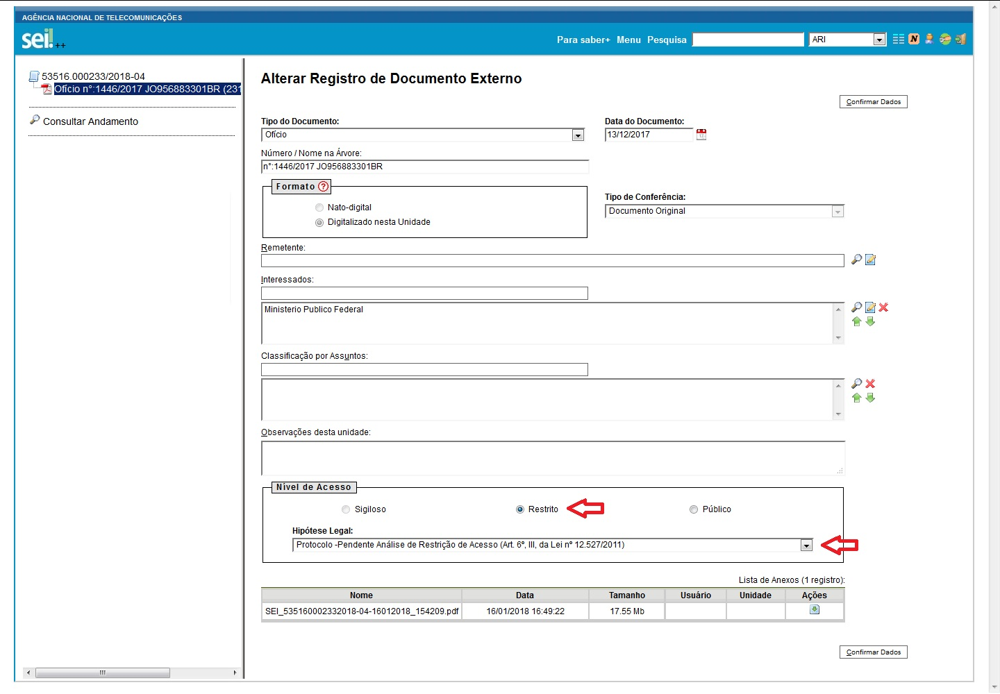 AGÊNCIA NACIONAL DE TELECOMUNICAÇÕES
sei! ++
Para saber+ Menu Pesquisa ARI
53516.000233/2018-04
Ofício n°:1446/2017 JO956883301BR (231
Consultar Andamento
Alterar Registro de Documento Externo
Confirmar Dados
Tipo do Documento:
Data do Documento:
Ofício
13/12/2017
Número / Nome na Árvore:
n°:1446/2017 JO956883301BR
Formato ?
Nato-digital
Digitalizado nesta Unidade
Tipo de Conferência:
Documento Original
Remetente:
Interessados:
Ministerio Publico Federal
Classificação por Assuntos:
Observações desta unidade:
Nível de Acesso
Sigiloso Restrito Público
Hipótese Legal:
Protocolo -Pendente Análise de Restrição de Acesso (Art. 6º, III, da Lei nº 12.527/2011)
Lista de Anexos (1 registro):
Nome Data Tamanho Usuário Unidade Ações
SEI_535160002332018-04-16012018_154209.pdf 16/01/2018 16:49:22 17.55 Mb
Confirmar Dados